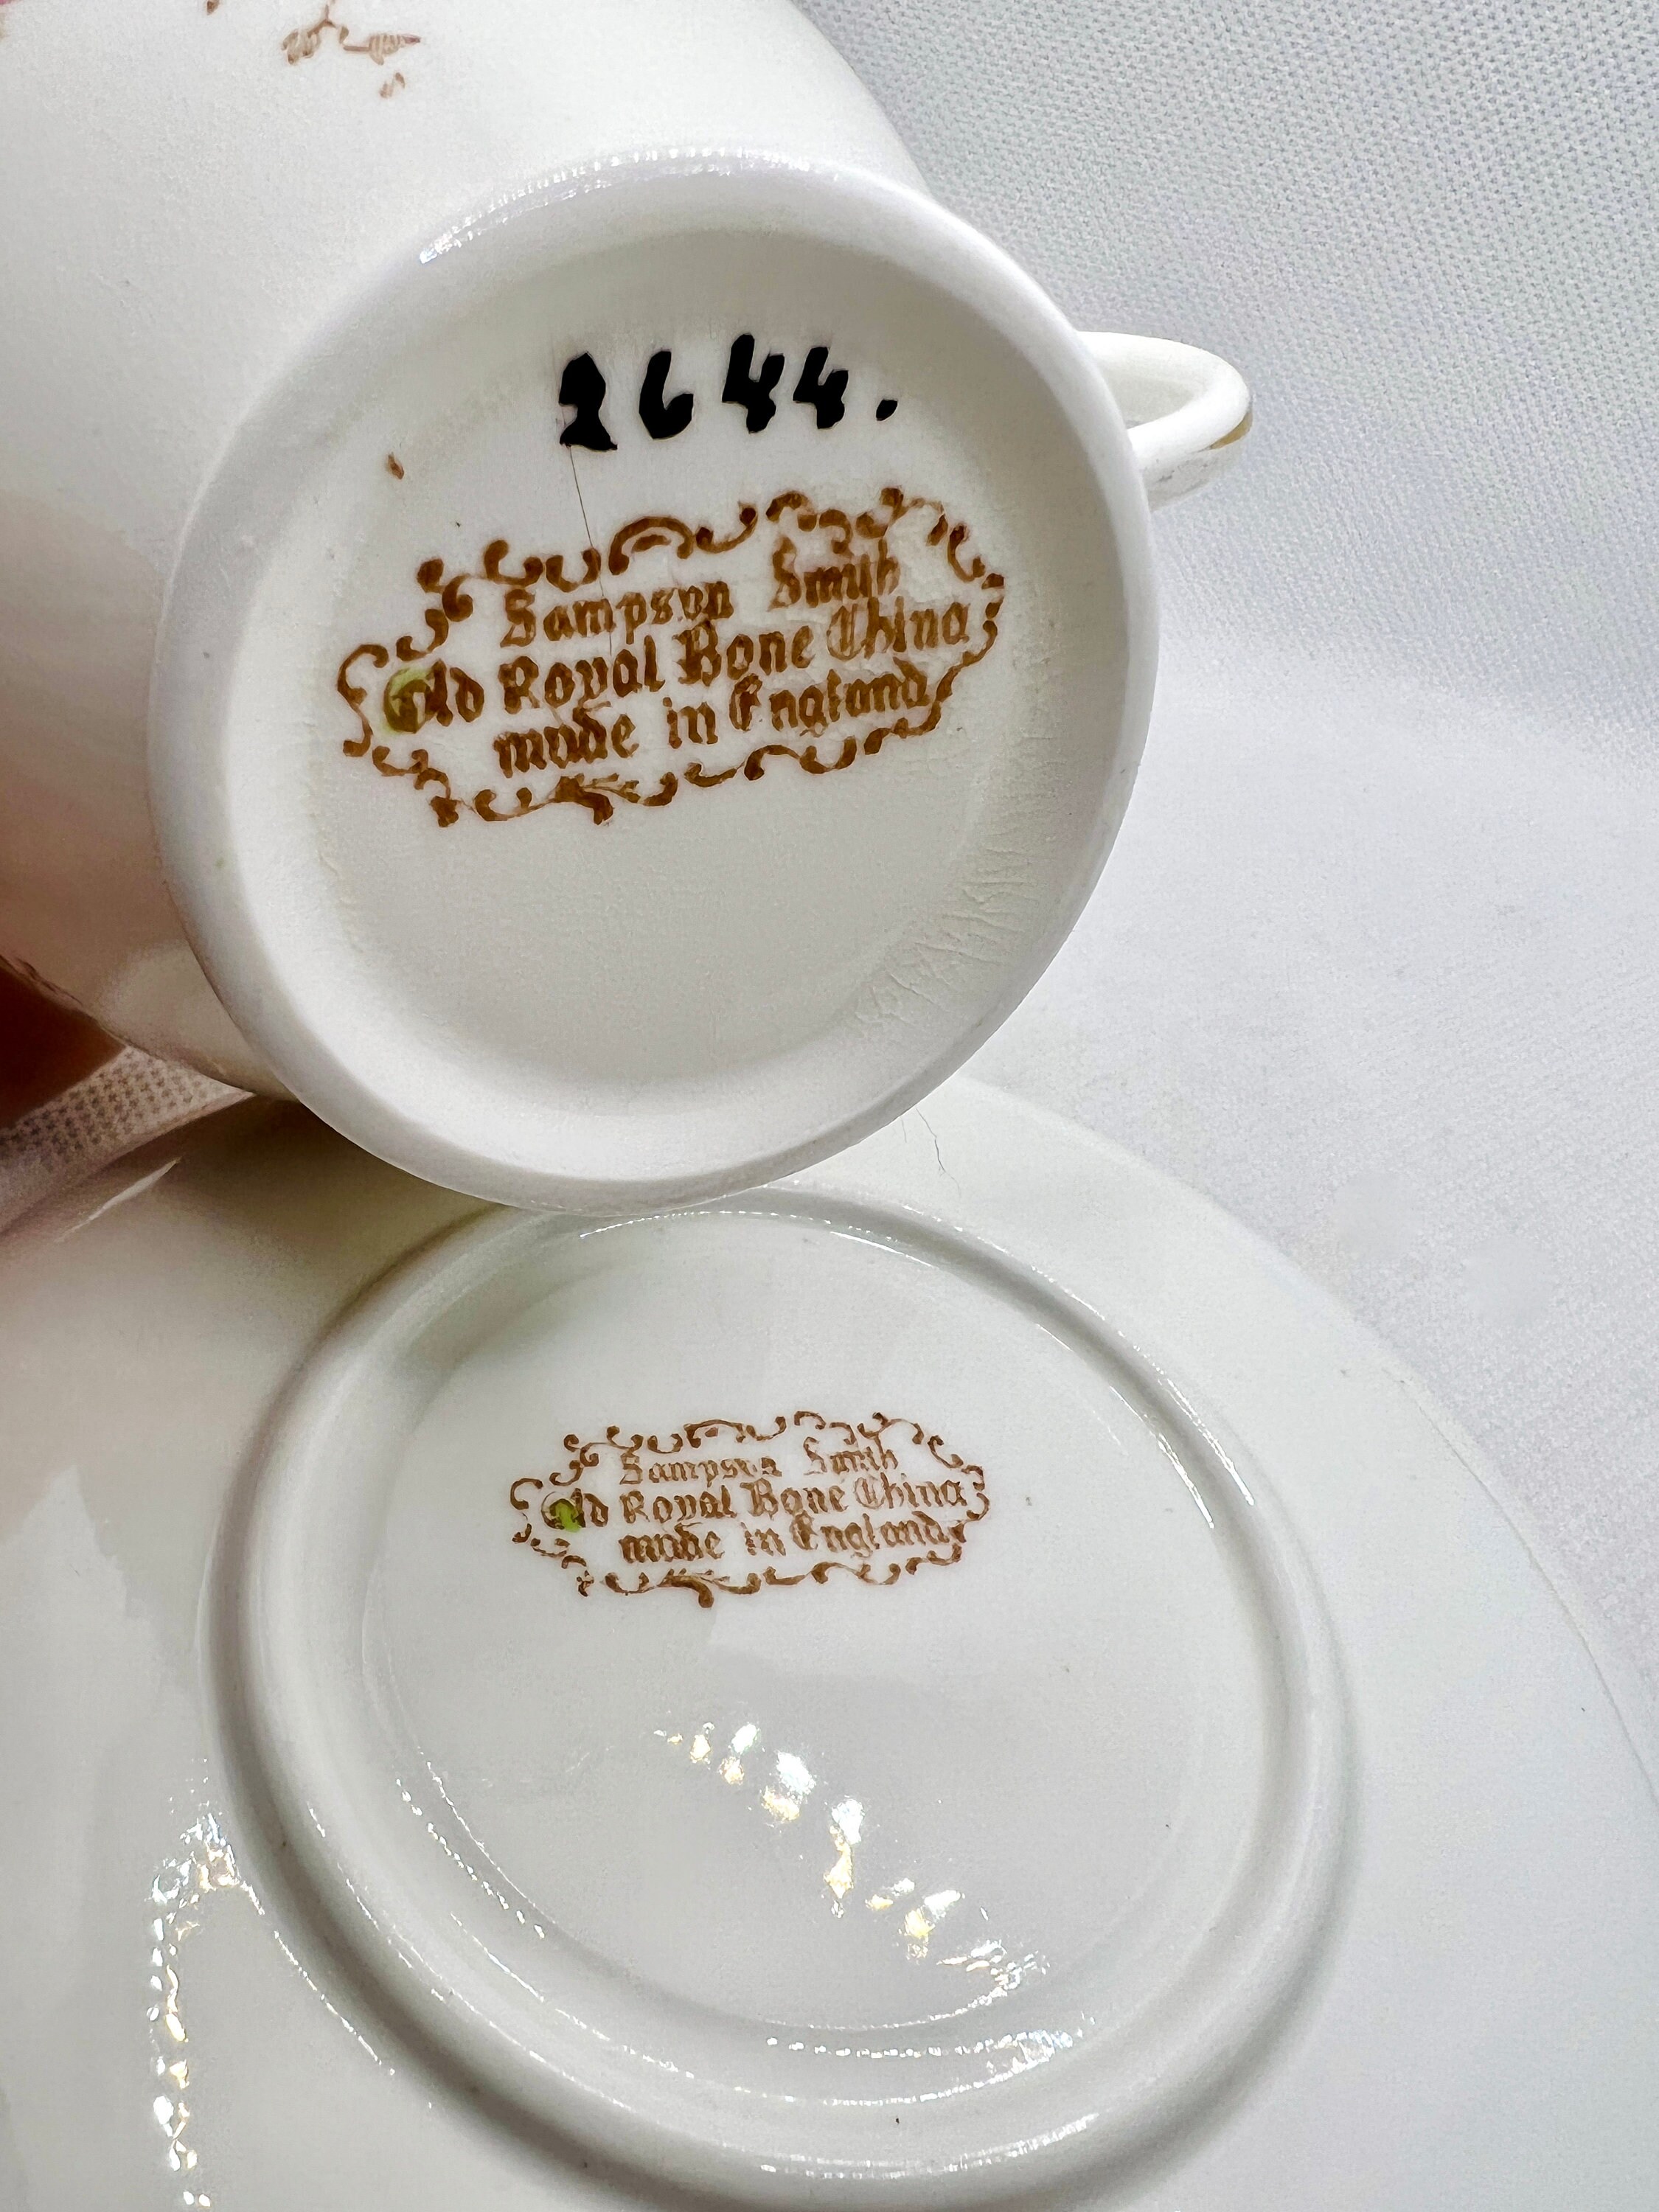 2644.
Sampson Smith
Old Royal Bone China
made in England
Sampson Smith
Old Royal Bone China
made in England